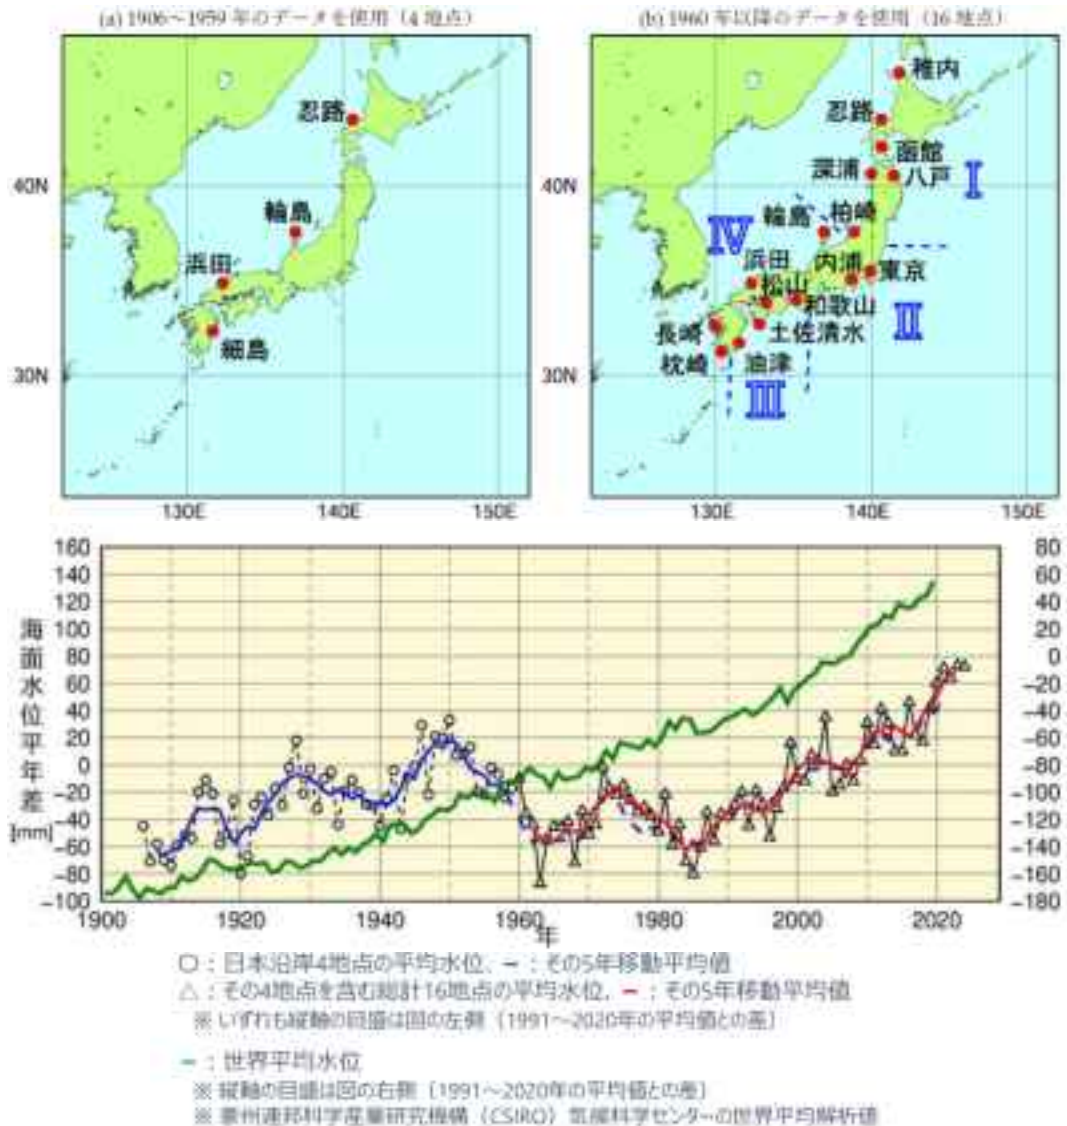 (a) 1906～1959 年のデータを使用（4 地点）
(b) 1960 年以降のデータを使用（16 地点）
忍路
輪島
浜田
細島
40N
30N
130E
140E
150E
稚内
忍路
函館
深浦
八戸
I
輪島
柏崎
IV
浜田
内浦
東京
松山
和歌山
II
長崎
土佐清水
枕崎
油津
III
40N
30N
130E
140E
150E
海面水位平年差
[mm]
160
140
120
100
80
60
40
20
0
−20
−40
−60
−80
−100
80
60
40
20
0
−20
−40
−60
−80
−100
−120
−140
−160
−180
1900
1920
1940
1960
1980
2000
2020
年
○ : 日本沿岸4地点の平均水位、− : その5年移動平均値
△ : その4地点を含む総計16地点の平均水位、− : その5年移動平均値
※ いずれも縦軸の目盛は図の左側（1991～2020年の平均値との差）
− : 世界平均水位
※ 縦軸の目盛は図の右側（1991～2020年の平均値との差）
※ 豪州連邦科学産業研究機構（CSIRO）気候科学センターの世界平均解析値